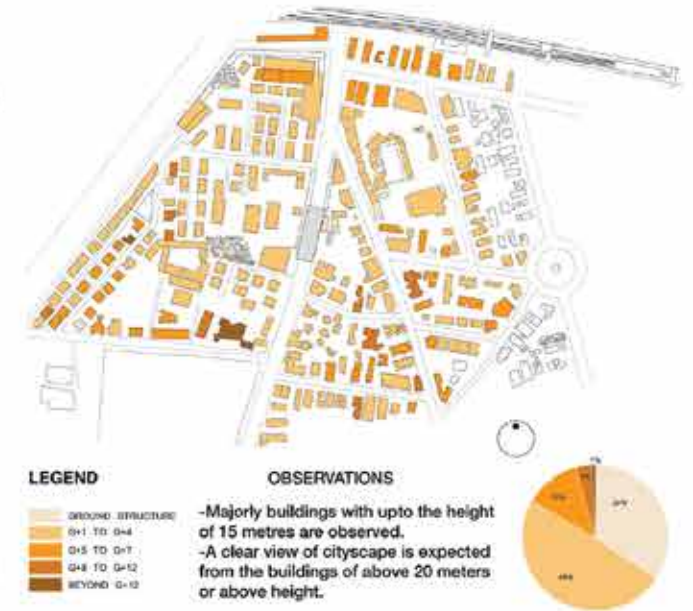 LEGEND
GROUND STRUCTURE
G+1 TO G+4
G+5 TO G+7
G+8 TO G+12
BEYOND G+12
OBSERVATIONS
-Majorly buildings with upto the height
of 15 metres are observed.
-A clear view of cityscape is expected
from the buildings of above 20 meters
or above height.